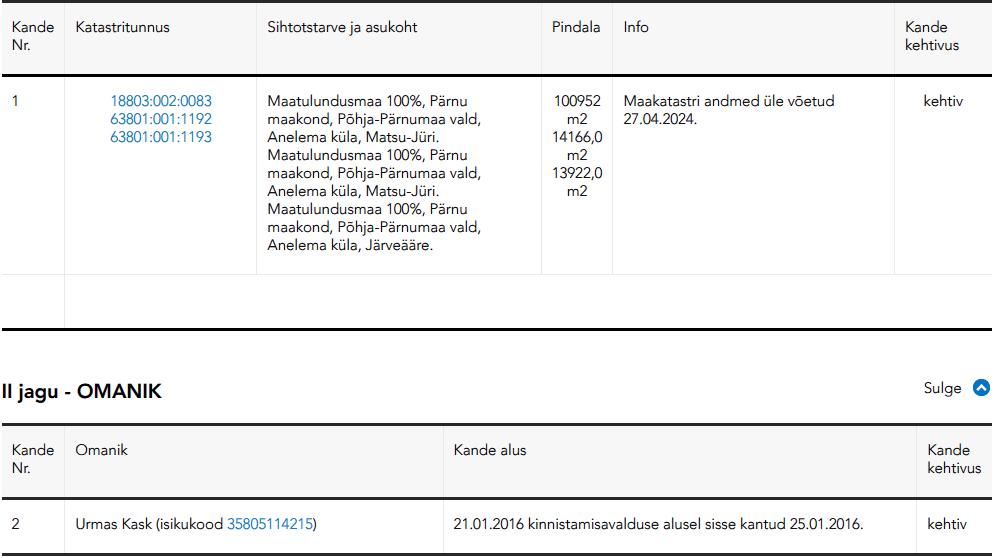 Kande Nr.
Katastritunnus
Sihtotstarve ja asukoht
Pindala
Info
Kande kehtivus
1
18803:002:0083
63801:001:1192
63801:001:1193
Maatulundusmaa 100%, Pärnu
maakond, Põhja-Pärnumaa vald,
Anelema küla, Matsu-Jüri.
Maatulundusmaa 100%, Pärnu
maakond, Põhja-Pärnumaa vald,
Anelema küla, Matsu-Jüri.
Maatulundusmaa 100%, Pärnu
maakond, Põhja-Pärnumaa vald,
Anelema küla, Järveääre.
100952
m2
14166,0
m2
13922,0
m2
Maakatastri andmed üle võetud
27.04.2024.
kehtiv
II jagu - OMANIK
Sulge
Kande Nr.
Omanik
Kande alus
Kande kehtivus
2
Urmas Kask (isikukood 35805114215)
21.01.2016 kinnistamisavalduse alusel sisse kantud 25.01.2016.
kehtiv